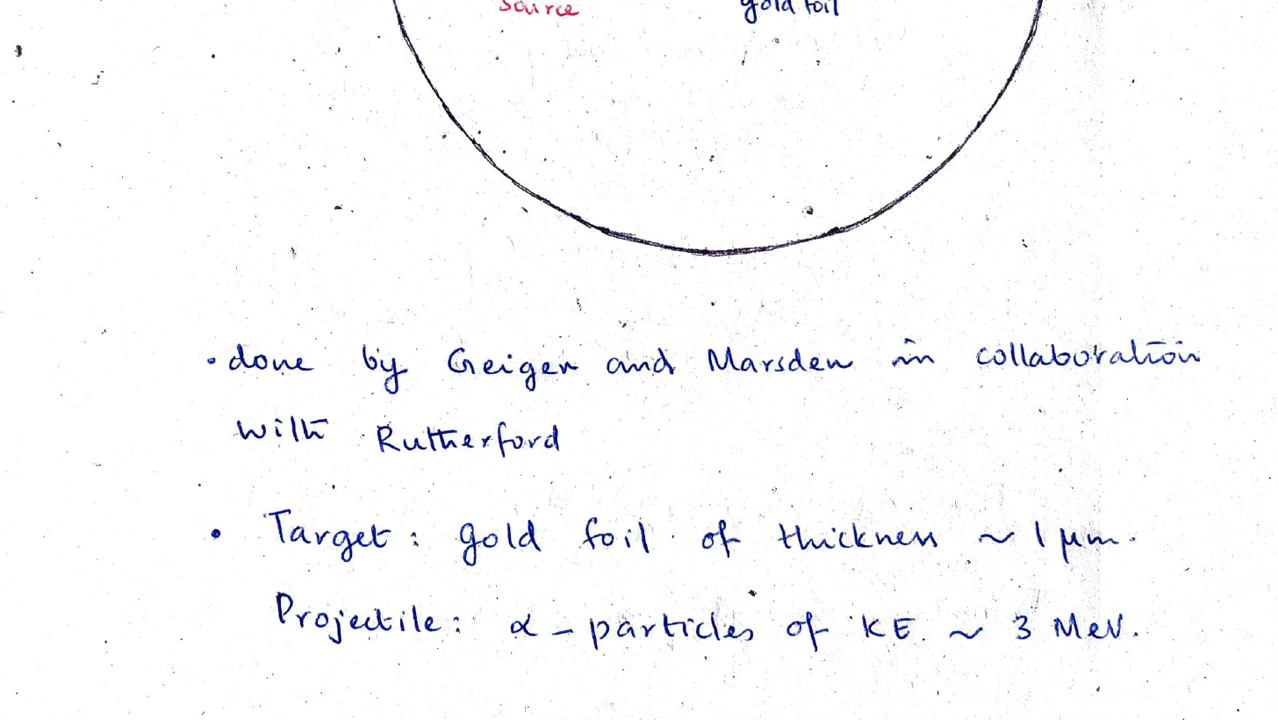 source gold foil
• done by Geiger and Marsden in collaboration
with Rutherford
• Target: gold foil of thickness ~ 1 μm.
Projectile: α - particles of KE. ~ 3 MeV.